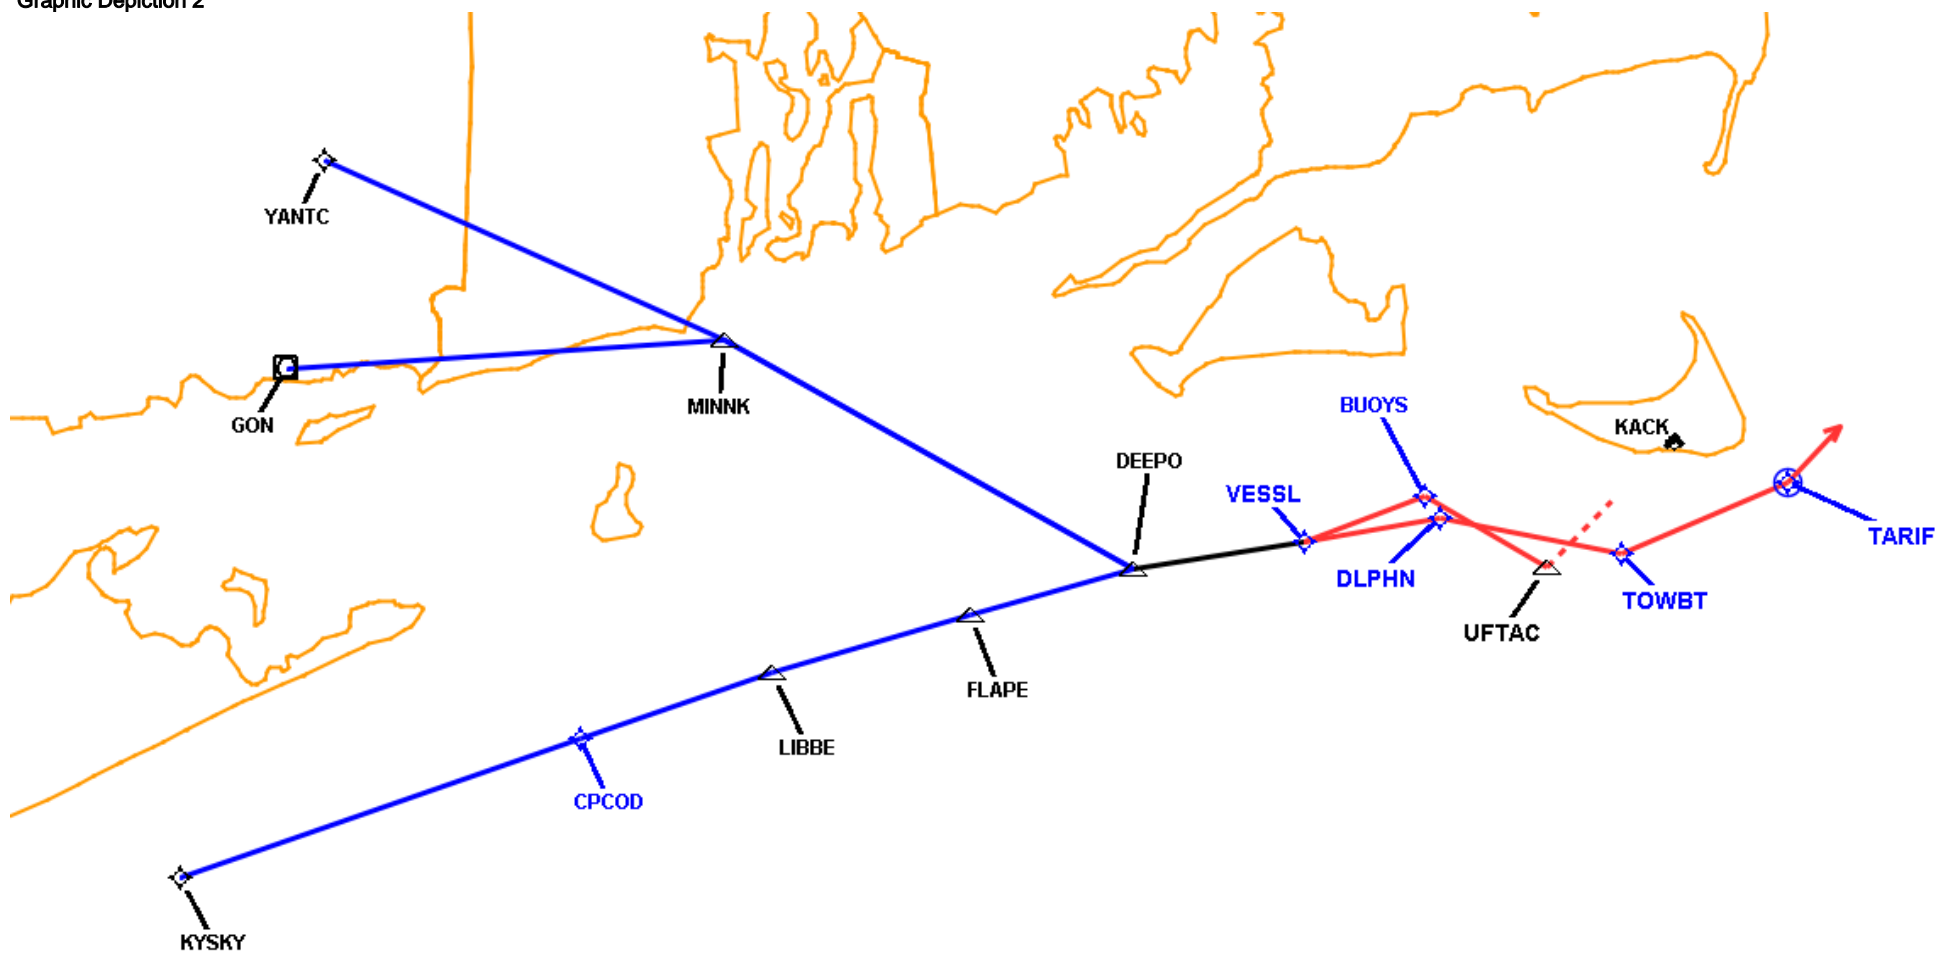 Graphic Depiction 2
YANTC
GON
MINNK
BUOYS
KACK
DEEPO
VESSL
TARIF
DLPHN
TOWBT
UFTAC
FLAPE
LIBBE
CPCOD
KYSKY